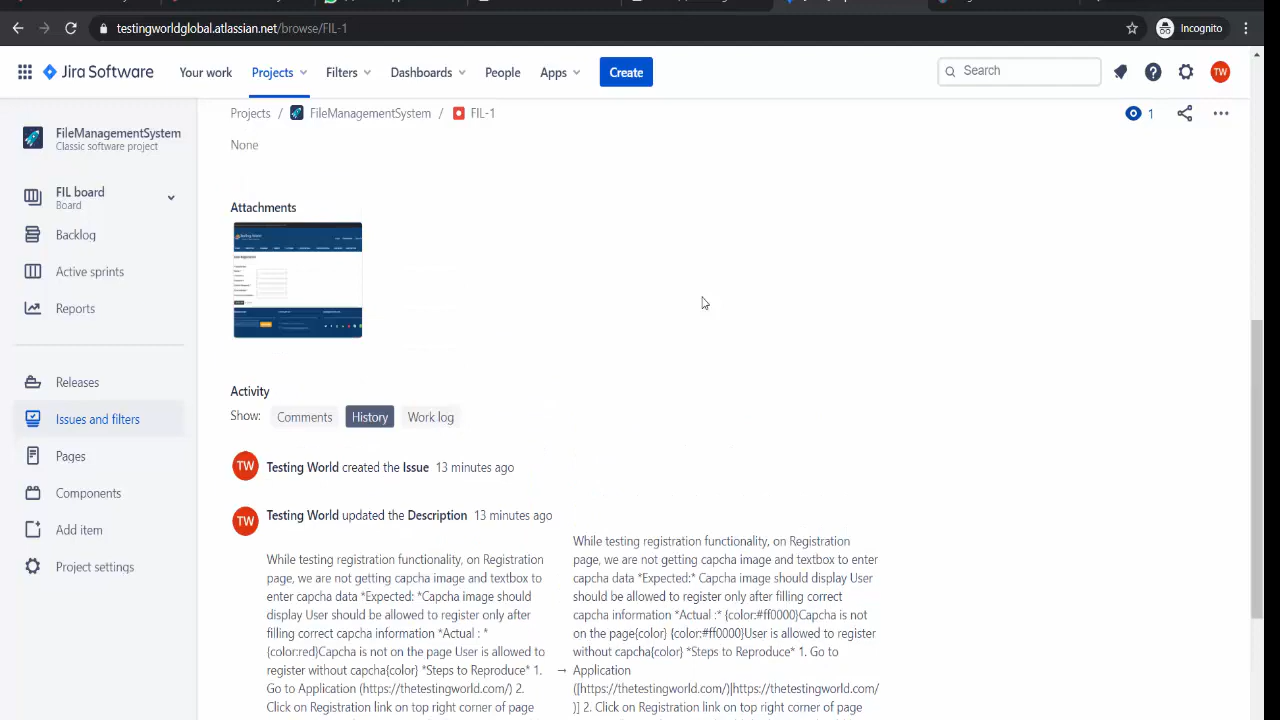 testingworldglobal.atlassian.net/browse/FIL-1
Incognito
Jira Software
Your work
Projects
Filters
Dashboards
People
Apps
Create
Search
TW
FileManagementSystem
Classic software project
FIL board
Board
Backlog
Active sprints
Reports
Releases
Issues and filters
Pages
Components
Add item
Project settings
Projects / FileManagementSystem / FIL-1
1
None
Attachments
Activity
Show: Comments History Work log
TW Testing World created the Issue 13 minutes ago
TW Testing World updated the Description 13 minutes ago
While testing registration functionality, on Registration
page, we are not getting capcha image and textbox to
enter capcha data *Expected: *Capcha image should
display User should be allowed to register only after
filling correct capcha information *Actual : *
{color:red}Capcha is not on the page User is allowed to
register without capcha{color} *Steps to Reproduce* 1.
Go to Application (https://thetestingworld.com/) 2.
Click on Registration link on top right corner of page
→
While testing registration functionality, on Registration
page, we are not getting capcha image and textbox to enter
capcha data *Expected:* Capcha image should display User
should be allowed to register only after filling correct
capcha information *Actual :* {color:#ff0000}Capcha is not
on the page{color} {color:#ff0000}User is allowed to register
without capcha{color} *Steps to Reproduce* 1. Go to
Application
([https://thetestingworld.com/)|https://thetestingworld.com/
)] 2. Click on Registration link on top right corner of page